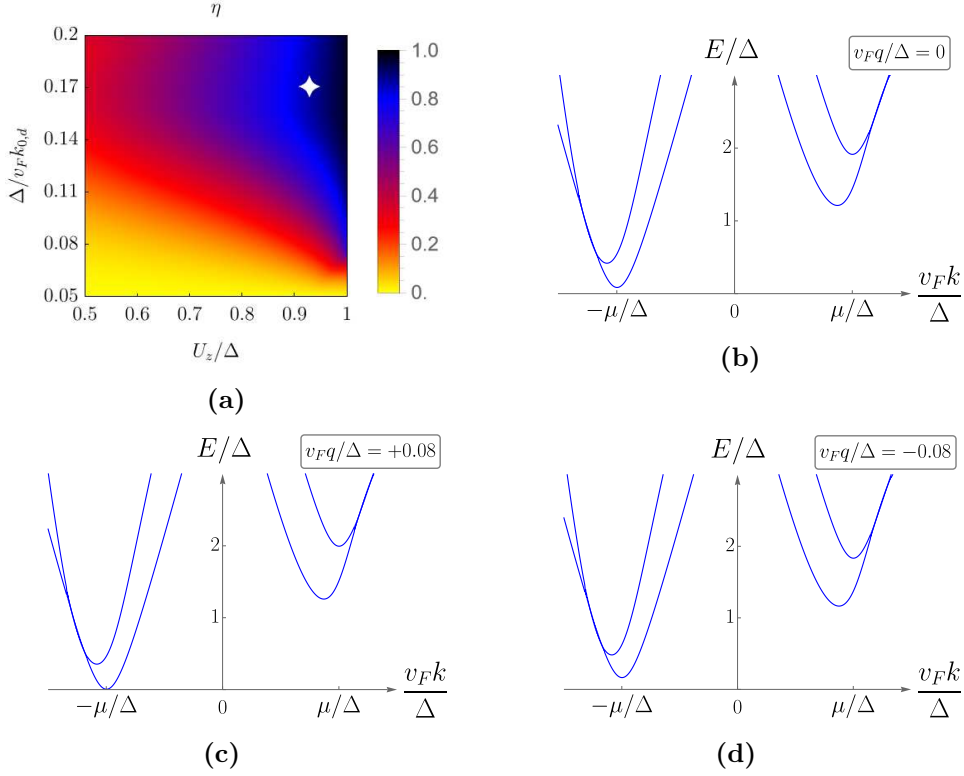 η
0.2
0.17
0.14
0.11
0.08
0.05
Δ/v_F k_{0,d}
0.5 0.6 0.7 0.8 0.9 1
U_z/Δ
1.0
0.8
0.6
0.4
0.2
0.
(a)
E/Δ
v_F q/Δ = 0
2
1
−μ/Δ 0 μ/Δ
v_F k/Δ
(b)
E/Δ
v_F q/Δ = +0.08
2
1
−μ/Δ 0 μ/Δ
v_F k/Δ
(c)
E/Δ
v_F q/Δ = −0.08
2
1
−μ/Δ 0 μ/Δ
v_F k/Δ
(d)